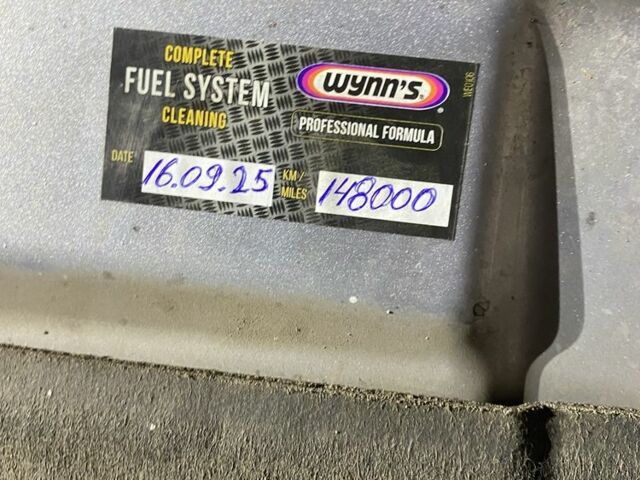 COMPLETE
FUEL SYSTEM
CLEANING
WYNN'S®
PROFESSIONAL FORMULA
DATE 16.09.25
KM/
MILES 148000